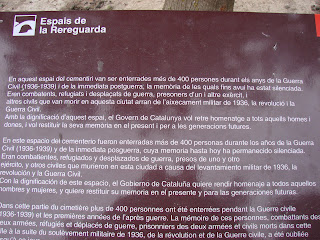 Espais de
la Rereguarda
En aquest espai del cementiri van ser enterrades més de 400 persones durant els anys de la Guerra
Civil (1936-1939) i de la immediata postguerra, la memòria de les quals fins avui ha estat silenciada.
Eren combatents, refugiats i desplaçats de guerra, presoners d'un i altre exèrcit, i
altres civils que van morir en aquesta ciutat arran de l'aixecament militar de 1936, la revolució i la
Guerra Civil.
Amb la dignificació d'aquest espai, el Govern de Catalunya vol retre homenatge a tots aquells homes i
dones, i vol restituir la seva memòria en el present i per a les generacions futures.
En este espacio del cementerio fueron enterradas más de 400 personas durante los años de la Guerra
Civil (1936-1939) y de la inmediata posguerra, cuya memoria hasta hoy ha permanecido silenciada.
Eran combatientes, refugiados y desplazados de guerra, presos de uno y otro
ejército, y otros civiles que murieron en esta ciudad a causa del levantamiento militar de 1936, la
revolución y la Guerra Civil.
Con la dignificación de este espacio, el Gobierno de Cataluña quiere rendir homenaje a todos aquellos
hombres y mujeres, y quiere restituir su memoria en el presente y para las generaciones futuras.
Dans cette partie du cimetière plus de 400 personnes ont été enterrées pendant la Guerre civile
(1936-1939) et les premières années de l'après guerre. La mémoire de ces personnes, combattants des
deux armées, réfugiés et déplacés de guerre, prisonniers des deux armées et civils morts dans cette
ville à la suite du soulèvement militaire de 1936, de la révolution et de la Guerre civile, a été oubliée